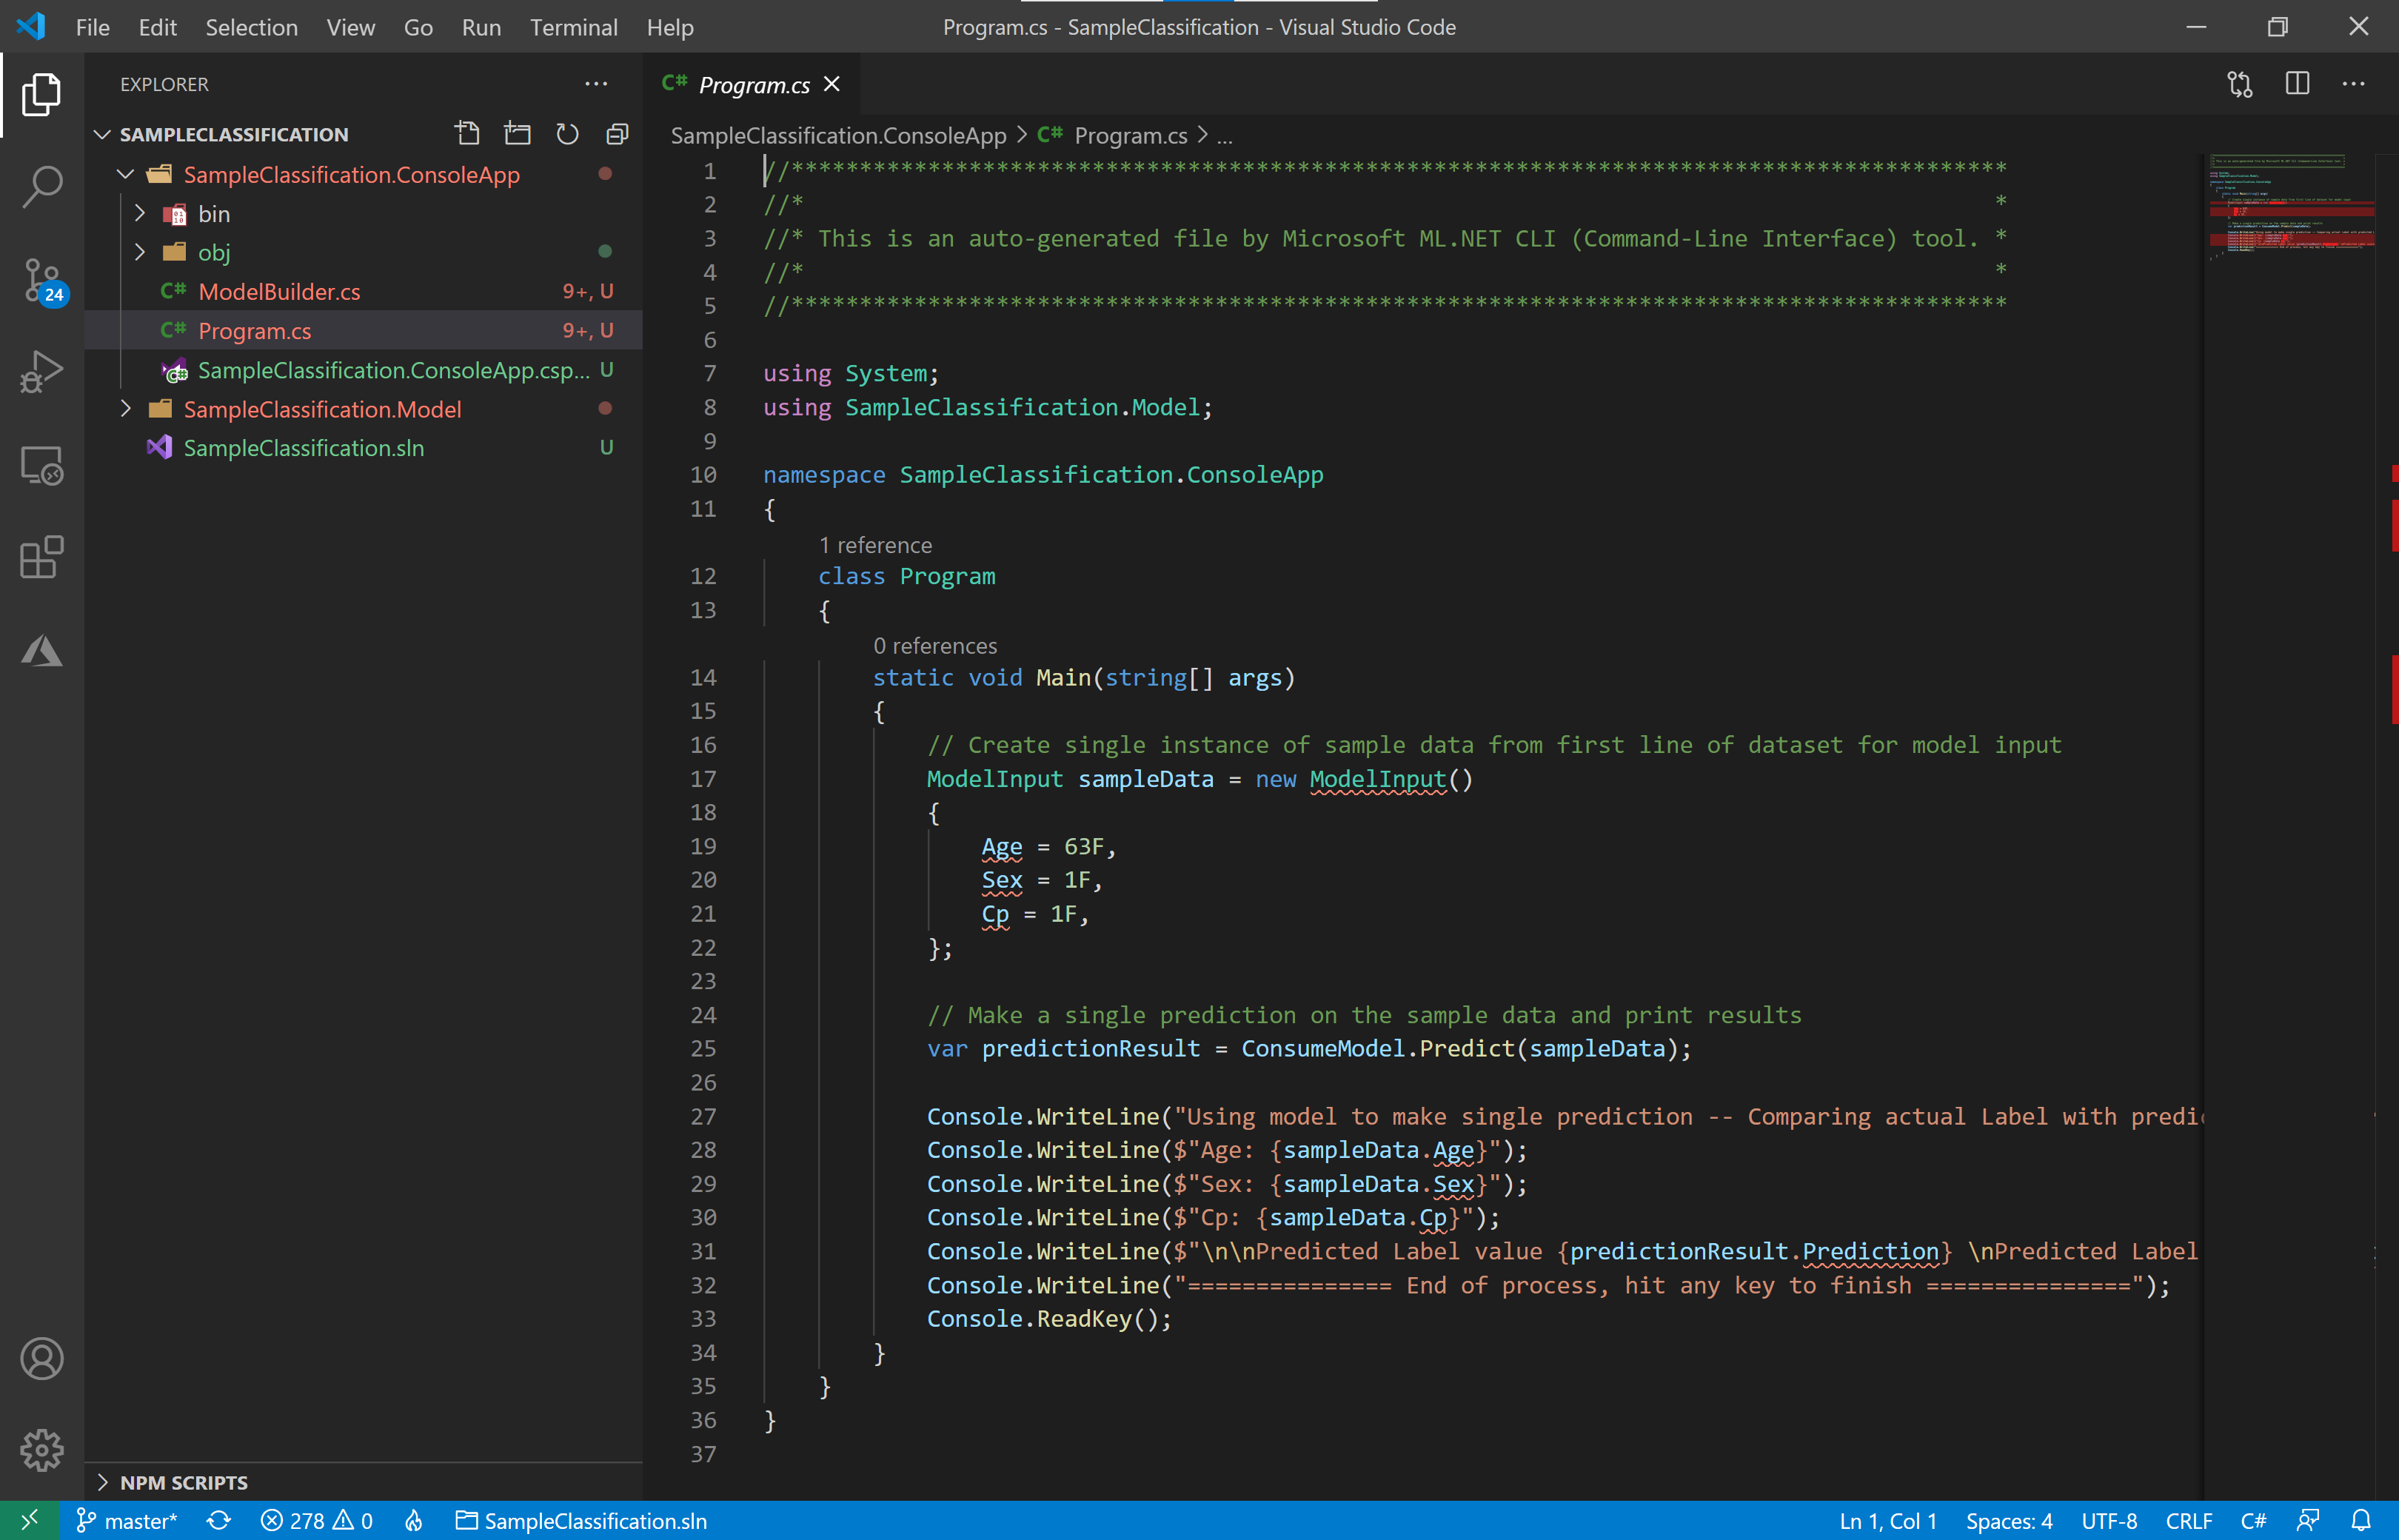 File Edit Selection View Go Run Terminal Help
Program.cs - SampleClassification - Visual Studio Code
EXPLORER
SAMPLECLASSIFICATION
SampleClassification.ConsoleApp
bin
obj
ModelBuilder.cs 9+, U
Program.cs 9+, U
SampleClassification.ConsoleApp.csp... U
SampleClassification.Model
SampleClassification.sln U
NPM SCRIPTS
24
C# Program.cs
SampleClassification.ConsoleApp > C# Program.cs > ...
1 //*****************************************************************************************
2 //* *
3 //* This is an auto-generated file by Microsoft ML.NET CLI (Command-Line Interface) tool. *
4 //* *
5 //*****************************************************************************************
6
7 using System;
8 using SampleClassification.Model;
9
10 namespace SampleClassification.ConsoleApp
11 {
1 reference
12 class Program
13 {
0 references
14 static void Main(string[] args)
15 {
16 // Create single instance of sample data from first line of dataset for model input
17 ModelInput sampleData = new ModelInput()
18 {
19 Age = 63F,
20 Sex = 1F,
21 Cp = 1F,
22 };
23
24 // Make a single prediction on the sample data and print results
25 var predictionResult = ConsumeModel.Predict(sampleData);
26
27 Console.WriteLine("Using model to make single prediction -- Comparing actual Label with predic
28 Console.WriteLine($"Age: {sampleData.Age}");
29 Console.WriteLine($"Sex: {sampleData.Sex}");
30 Console.WriteLine($"Cp: {sampleData.Cp}");
31 Console.WriteLine($"\n\nPredicted Label value {predictionResult.Prediction} \nPredicted Label
32 Console.WriteLine("=============== End of process, hit any key to finish ===============");
33 Console.ReadKey();
34 }
35 }
36 }
37
master* 278 0 SampleClassification.sln Ln 1, Col 1 Spaces: 4 UTF-8 CRLF C#